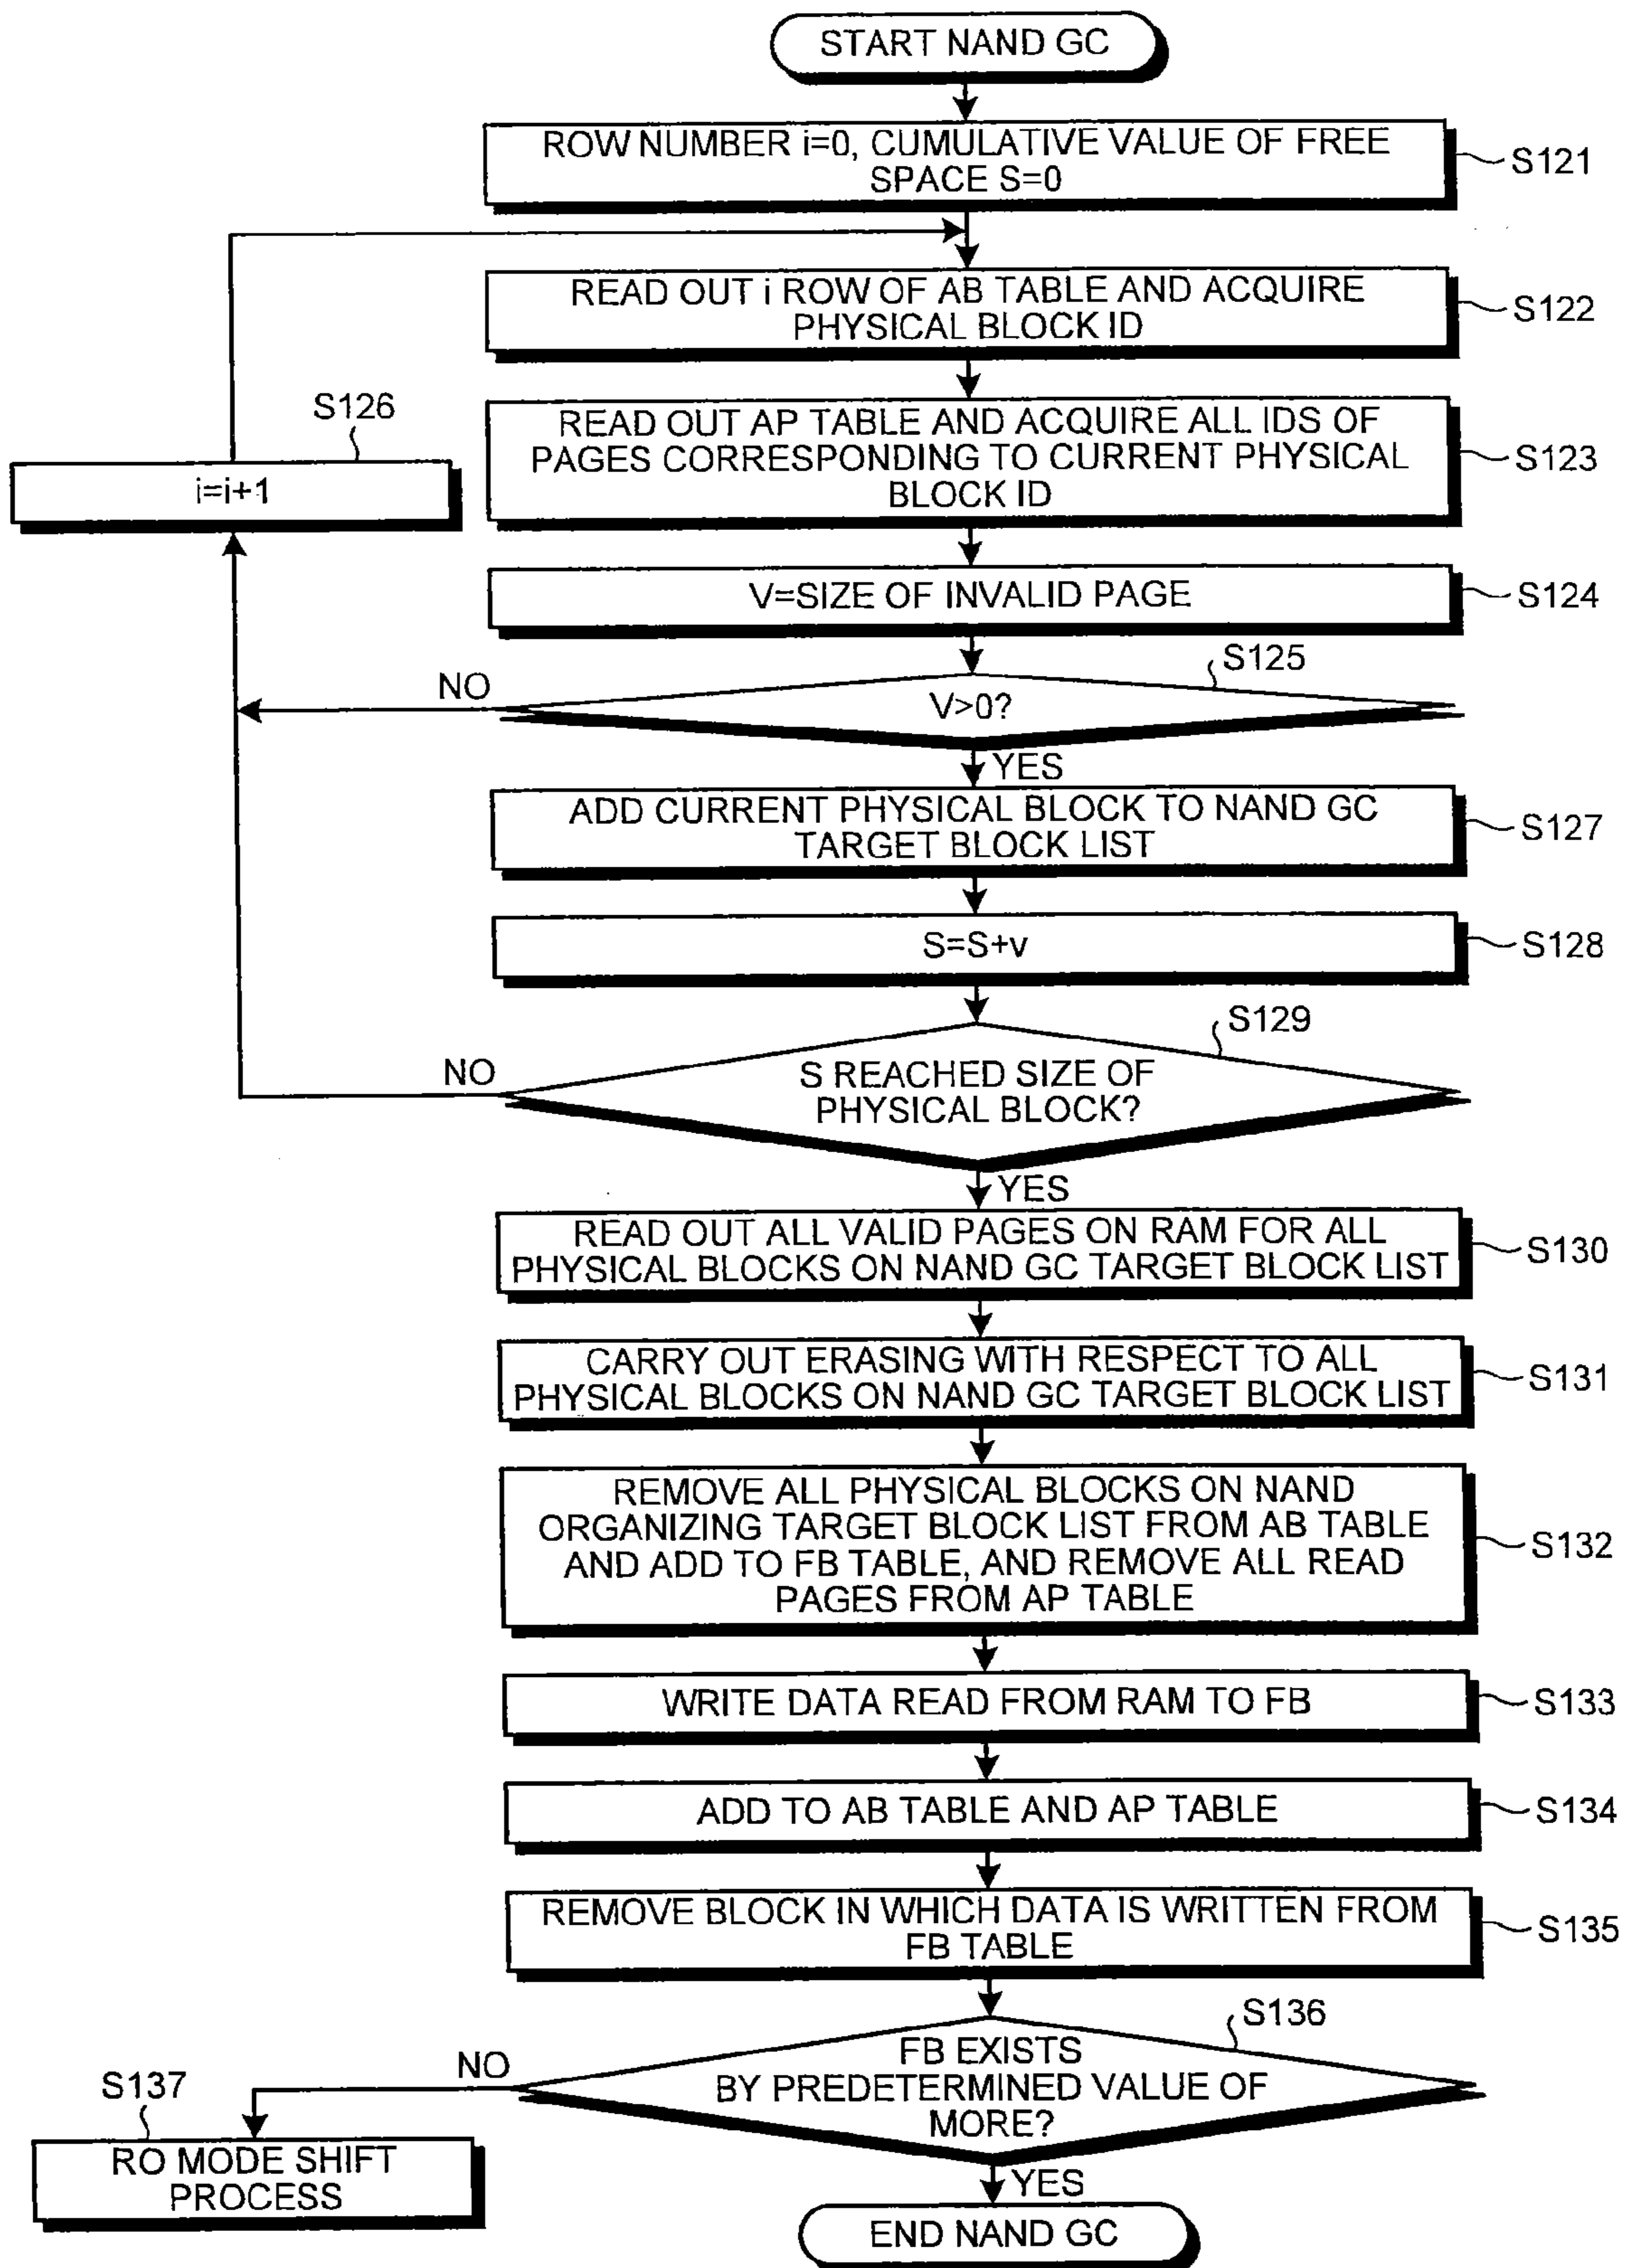 START NAND GC
ROW NUMBER i=0, CUMULATIVE VALUE OF FREE
SPACE S=0
S121
READ OUT i ROW OF AB TABLE AND ACQUIRE
PHYSICAL BLOCK ID
S122
READ OUT AP TABLE AND ACQUIRE ALL IDS OF
PAGES CORRESPONDING TO CURRENT PHYSICAL
BLOCK ID
S123
S126
i=i+1
V=SIZE OF INVALID PAGE
S124
S125
V>0?
NO
YES
ADD CURRENT PHYSICAL BLOCK TO NAND GC
TARGET BLOCK LIST
S127
S=S+v
S128
S129
S REACHED SIZE OF
PHYSICAL BLOCK?
NO
YES
READ OUT ALL VALID PAGES ON RAM FOR ALL
PHYSICAL BLOCKS ON NAND GC TARGET BLOCK LIST
S130
CARRY OUT ERASING WITH RESPECT TO ALL
PHYSICAL BLOCKS ON NAND GC TARGET BLOCK LIST
S131
REMOVE ALL PHYSICAL BLOCKS ON NAND
ORGANIZING TARGET BLOCK LIST FROM AB TABLE
AND ADD TO FB TABLE, AND REMOVE ALL READ
PAGES FROM AP TABLE
S132
WRITE DATA READ FROM RAM TO FB
S133
ADD TO AB TABLE AND AP TABLE
S134
REMOVE BLOCK IN WHICH DATA IS WRITTEN FROM
FB TABLE
S135
S136
FB EXISTS
BY PREDETERMINED VALUE OF
MORE?
NO
S137
RO MODE SHIFT
PROCESS
YES
END NAND GC